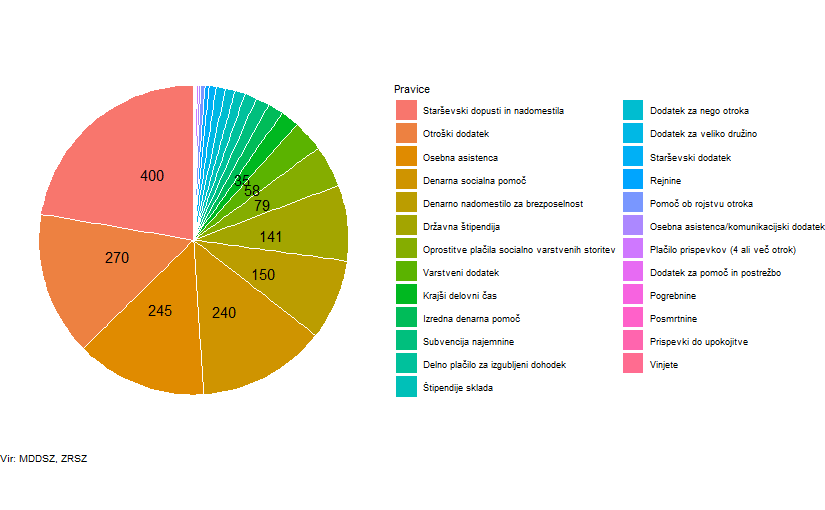 Pravice
Starševski dopusti in nadomestila
Otroški dodatek
Osebna asistenca
Denarna socialna pomoč
Denarno nadomestilo za brezposelnost
Državna štipendija
Oprostitve plačila socialno varstvenih storitev
Varstveni dodatek
Krajši delovni čas
Izredna denarna pomoč
Subvencija najemnine
Delno plačilo za izgubljeni dohodek
Štipendije sklada
Dodatek za nego otroka
Dodatek za veliko družino
Starševski dodatek
Rejnine
Pomoč ob rojstvu otroka
Osebna asistenca/komunikacijski dodatek
Plačilo prispevkov (4 ali več otrok)
Dodatek za pomoč in postrežbo
Pogrebnine
Posmrtnine
Prispevki do upokojitve
Vinjete
400
270
245
240
150
141
79
58
35
Vir: MDDSZ, ZRSZ